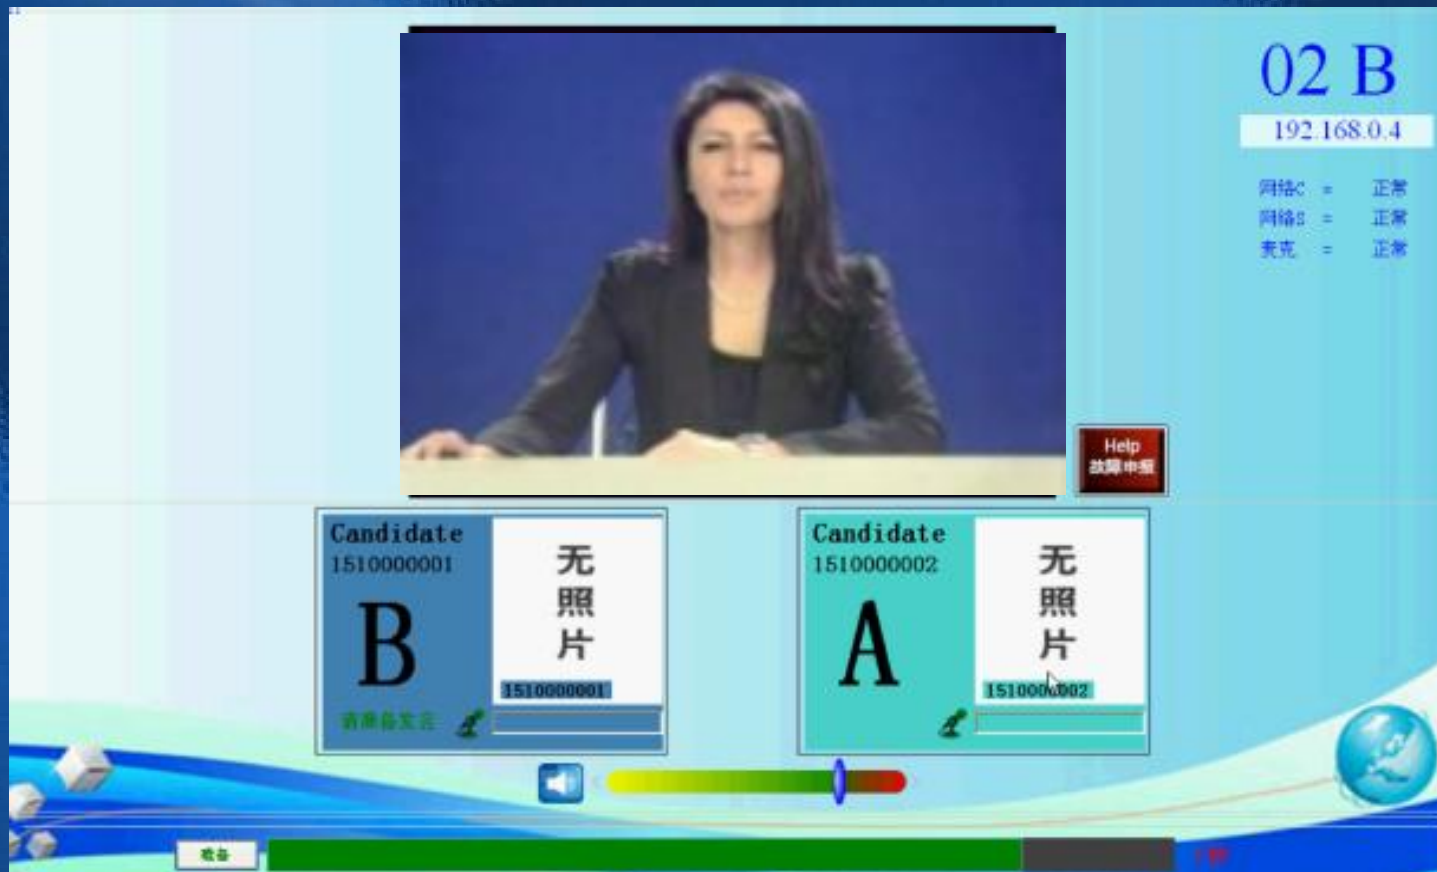 02 B
192.168.0.4
网络C = 正常
网络S = 正常
麦克 = 正常
Help
故障申报
Candidate
1510000001
B
无
照
片
1510000001
请准备发言
Candidate
1510000002
A
无
照
片
1510000002
准备